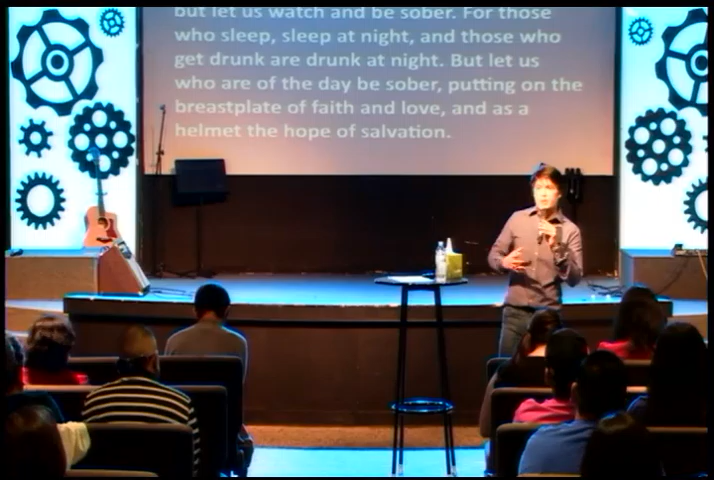 but let us watch and be sober. For those
who sleep, sleep at night, and those who
get drunk are drunk at night. But let us
who are of the day be sober, putting on the
breastplate of faith and love, and as a
helmet the hope of salvation.